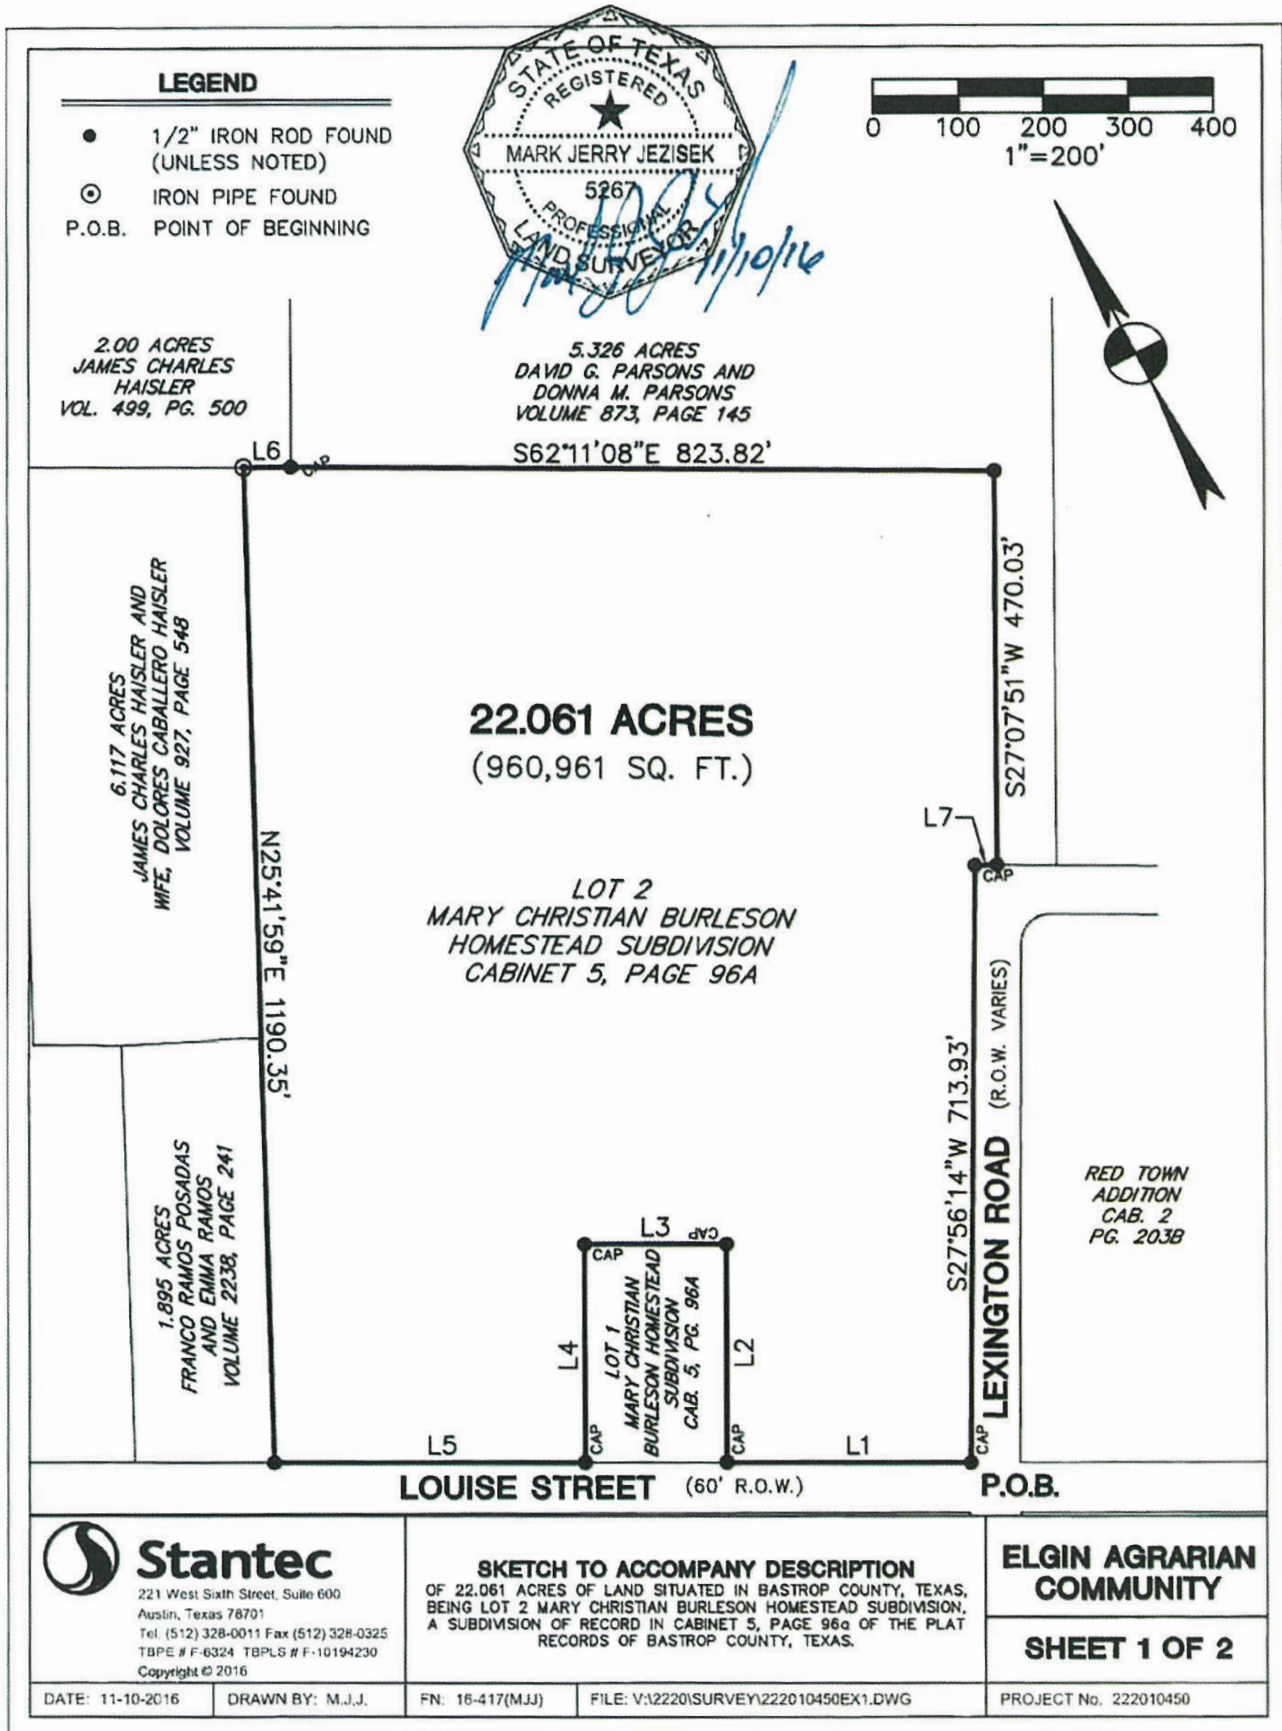 LEGEND
1/2" IRON ROD FOUND
(UNLESS NOTED)
IRON PIPE FOUND
P.O.B. POINT OF BEGINNING
STATE OF TEXAS
REGISTERED
MARK JERRY JEZISEK
5267
PROFESSIONAL
LAND SURVEYOR
11/10/16
0 100 200 300 400
1"=200'
2.00 ACRES
JAMES CHARLES
HAISLER
VOL. 499, PG. 500
5.326 ACRES
DAVID G. PARSONS AND
DONNA M. PARSONS
VOLUME 873, PAGE 145
L6
CAP
S62°11'08"E 823.82'
6.117 ACRES
JAMES CHARLES HAISLER AND
WIFE, DOLORES CABALLERO HAISLER
VOLUME 927, PAGE 548
22.061 ACRES
(960,961 SQ. FT.)
S27°07'51"W 470.03'
L7
CAP
N25°41'59"E 1190.35'
LOT 2
MARY CHRISTIAN BURLESON
HOMESTEAD SUBDIVISION
CABINET 5, PAGE 96A
S27°56'14"W 713.93'
LEXINGTON ROAD (R.O.W. VARIES)
RED TOWN
ADDITION
CAB. 2
PG. 203B
1.895 ACRES
FRANCO RAMOS POSADAS
AND EMMA RAMOS
VOLUME 2238, PAGE 241
L3
CAP
CAP
L4
LOT 1
MARY CHRISTIAN
BURLESON HOMESTEAD
SUBDIVISION
CAB. 5, PG. 96A
L2
CAP
CAP
CAP
L5
L1
LOUISE STREET (60' R.O.W.)
P.O.B.
Stantec
221 West Sixth Street, Suite 600
Austin, Texas 78701
Tel. (512) 328-0011 Fax (512) 328-0325
TBPE # F-6324 TBPLS # F-10194230
Copyright © 2016
SKETCH TO ACCOMPANY DESCRIPTION
OF 22.061 ACRES OF LAND SITUATED IN BASTROP COUNTY, TEXAS,
BEING LOT 2 MARY CHRISTIAN BURLESON HOMESTEAD SUBDIVISION,
A SUBDIVISION OF RECORD IN CABINET 5, PAGE 96a OF THE PLAT
RECORDS OF BASTROP COUNTY, TEXAS.
ELGIN AGRARIAN
COMMUNITY
SHEET 1 OF 2
DATE: 11-10-2016
DRAWN BY: M.J.J.
FN: 16-417(MJJ)
FILE: V:\2220\SURVEY\222010450EX1.DWG
PROJECT No. 222010450